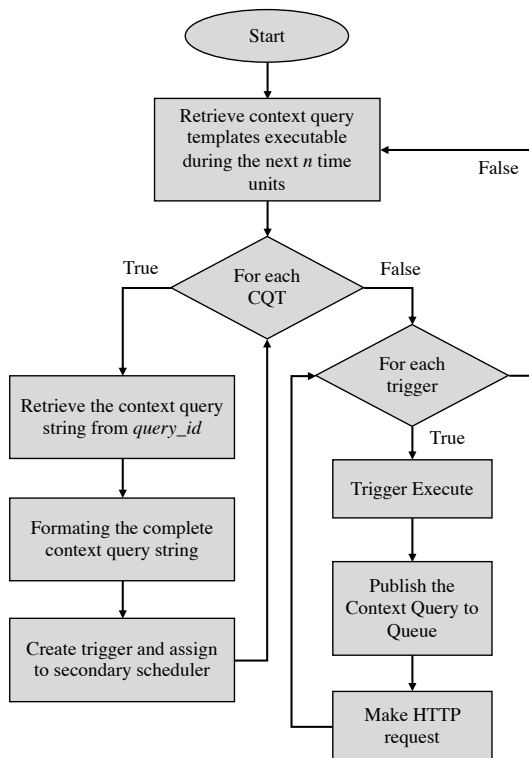 Start
Retrieve context query
templates executable
during the next n time
units
False
True
For each
CQT
False
For each
trigger
Retrieve the context query
string from query_id
True
Trigger Execute
Formating the complete
context query string
Publish the
Context Query to
Queue
Create trigger and assign
to secondary scheduler
Make HTTP
request